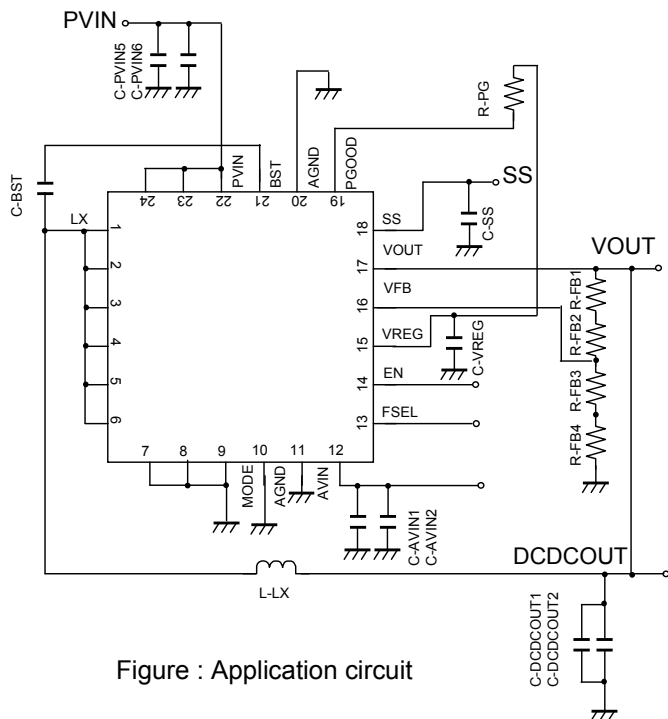 PVIN
C-PVIN5
C-PVIN6
R-PG
C-BST
PVIN
BST
AGND
PGOOD
24
23
22
21
20
19
LX
SS
SS
C-SS
18
1
VOUT
VOUT
17
2
VFB
R-FB1
16
3
R-FB2
VREG
C-VREG
15
4
R-FB3
EN
14
5
FSEL
13
6
R-FB4
7
8
9
10
11
12
MODE
AGND
AVIN
C-AVIN1
C-AVIN2
DCDCOUT
L-LX
C-DCDCOUT1
C-DCDCOUT2
Figure : Application circuit